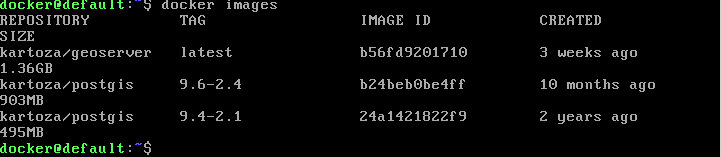 docker@default:~$ docker images
REPOSITORY TAG IMAGE ID CREATED
SIZE
kartoza/geoserver latest b56fd9201710 3 weeks ago
1.36GB
kartoza/postgis 9.6-2.4 b24beb0be4ff 10 months ago
903MB
kartoza/postgis 9.4-2.1 24a1421822f9 2 years ago
495MB
docker@default:~$